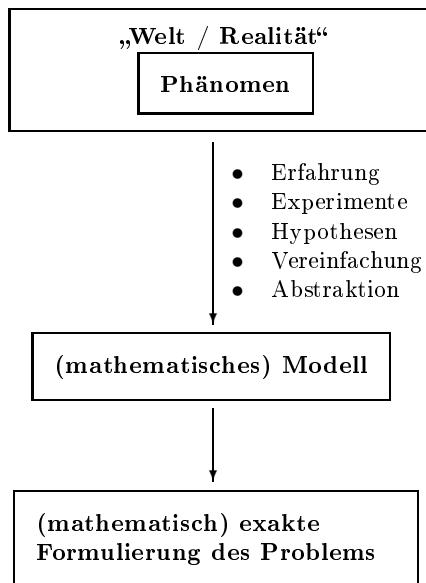 „Welt / Realität“
Phänomen
• Erfahrung
• Experimente
• Hypothesen
• Vereinfachung
• Abstraktion
(mathematisches) Modell
(mathematisch) exakte
Formulierung des Problems